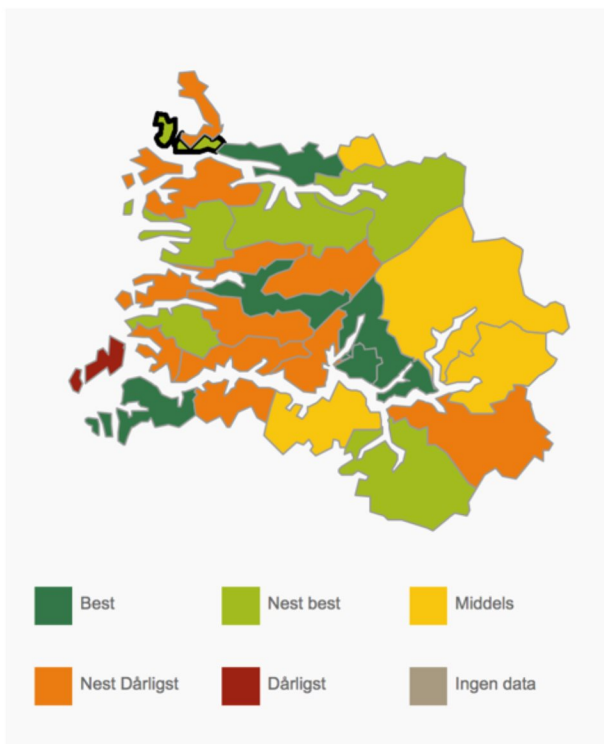 Best
Nest best
Middels
Nest Dårligst
Dårligst
Ingen data